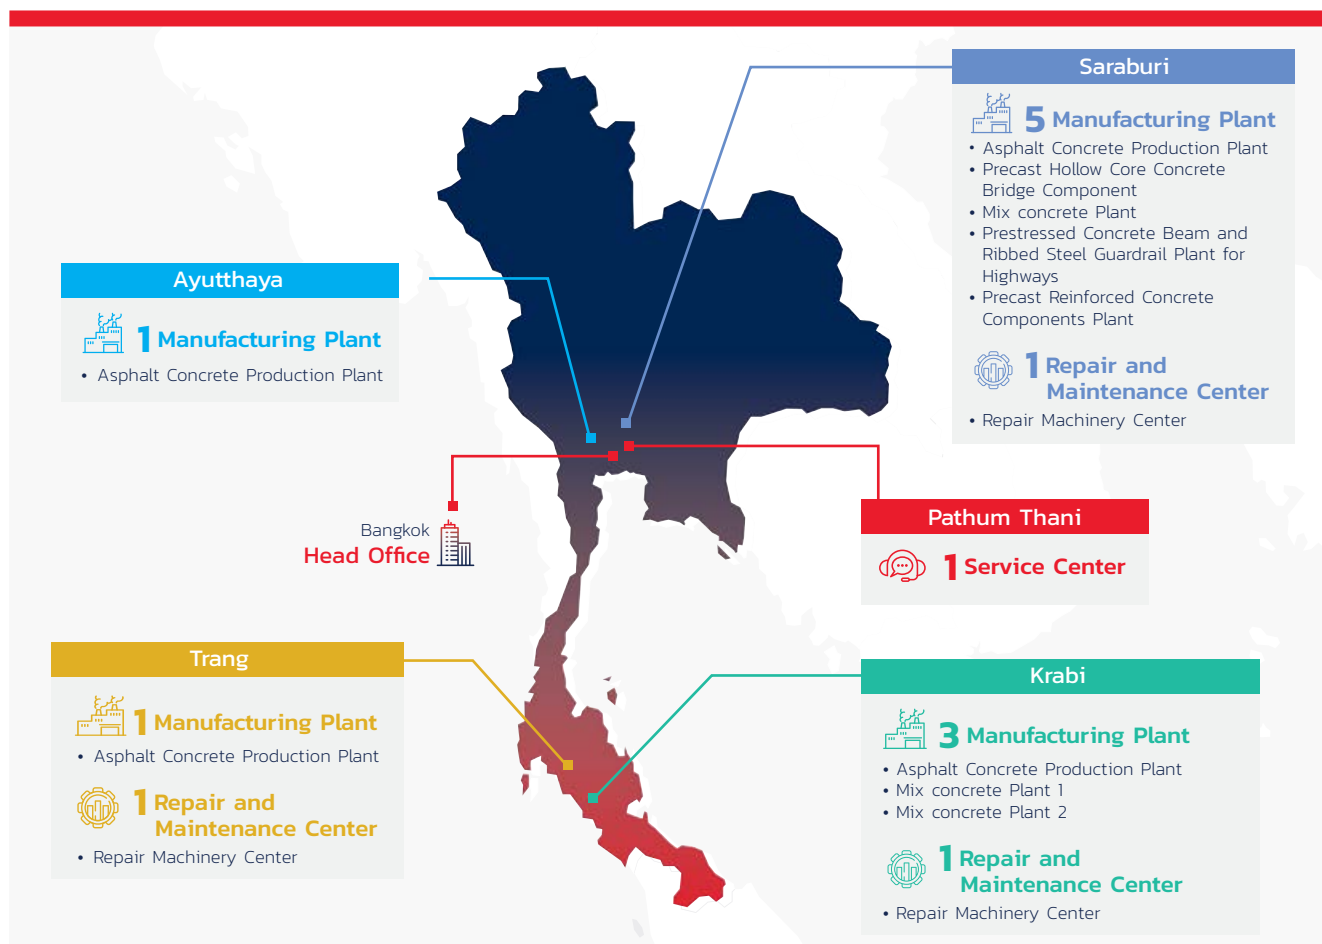 Saraburi
5 Manufacturing Plant
• Asphalt Concrete Production Plant
• Precast Hollow Core Concrete
Bridge Component
• Mix concrete Plant
• Prestressed Concrete Beam and
Ribbed Steel Guardrail Plant for
Highways
• Precast Reinforced Concrete
Components Plant
1 Repair and
Maintenance Center
• Repair Machinery Center
Ayutthaya
1 Manufacturing Plant
• Asphalt Concrete Production Plant
Bangkok
Head Office
Pathum Thani
1 Service Center
Trang
1 Manufacturing Plant
• Asphalt Concrete Production Plant
1 Repair and
Maintenance Center
• Repair Machinery Center
Krabi
3 Manufacturing Plant
• Asphalt Concrete Production Plant
• Mix concrete Plant 1
• Mix concrete Plant 2
1 Repair and
Maintenance Center
• Repair Machinery Center